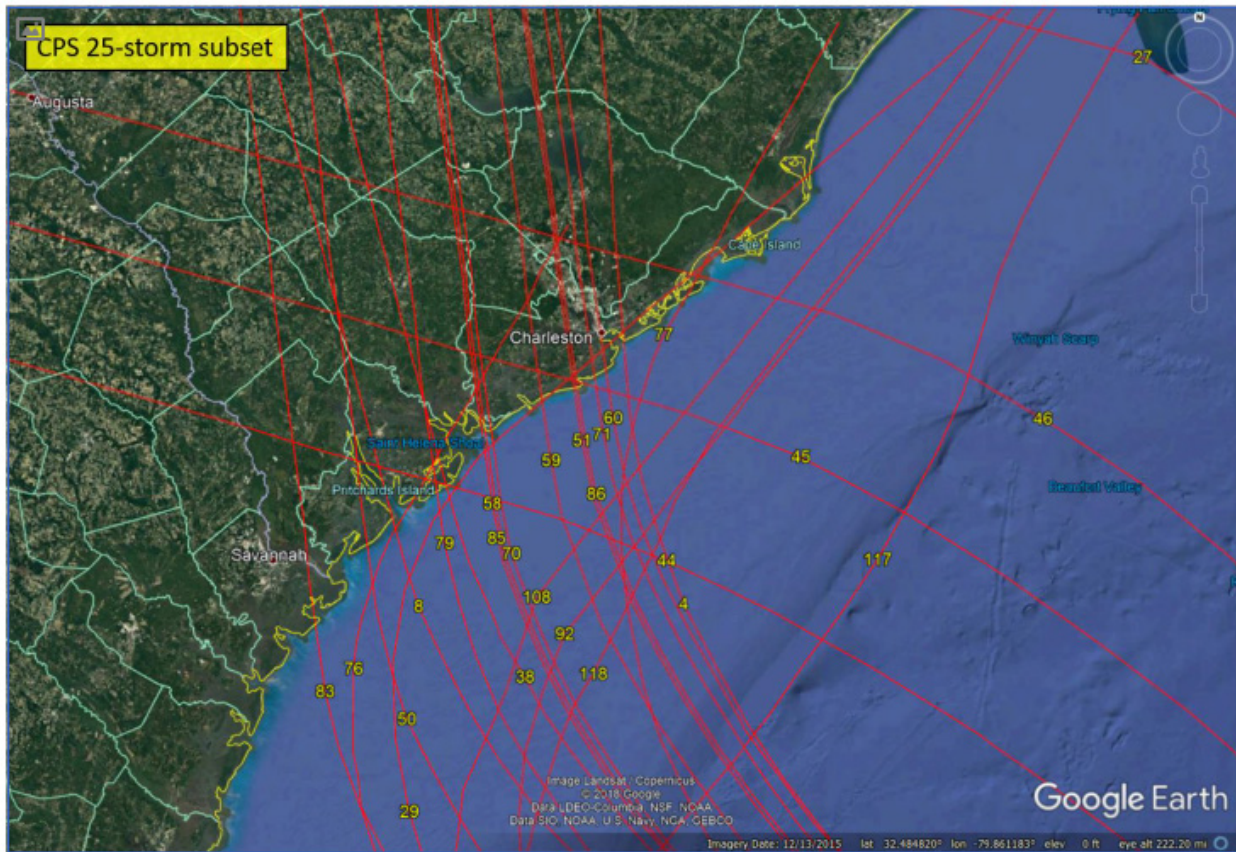 CPS 25-storm subset
N
27
Augusta
Cape Island
Charleston
77
Winyah Scarp
60
46
Saint Helena Shoal
51
71
59
45
Pritchards Island
86
Beaufort Valley
58
Savannah
79
85
70
44
117
8
108
4
92
76
38
118
83
50
29
Image Landsat / Copernicus
© 2018 Google
Data LDEO-Columbia, NSF, NOAA
Data SIO, NOAA, U.S. Navy, NGA, GEBCO
Google Earth
Imagery Date: 12/13/2015 lat 32.484820° lon -79.861183° elev 0 ft eye alt 222.20 mi